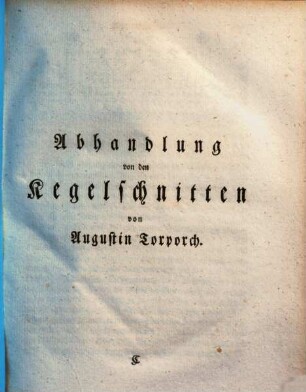 Abhandlung
von den
Kegelschnitten
von
Augustin Torporch.
C